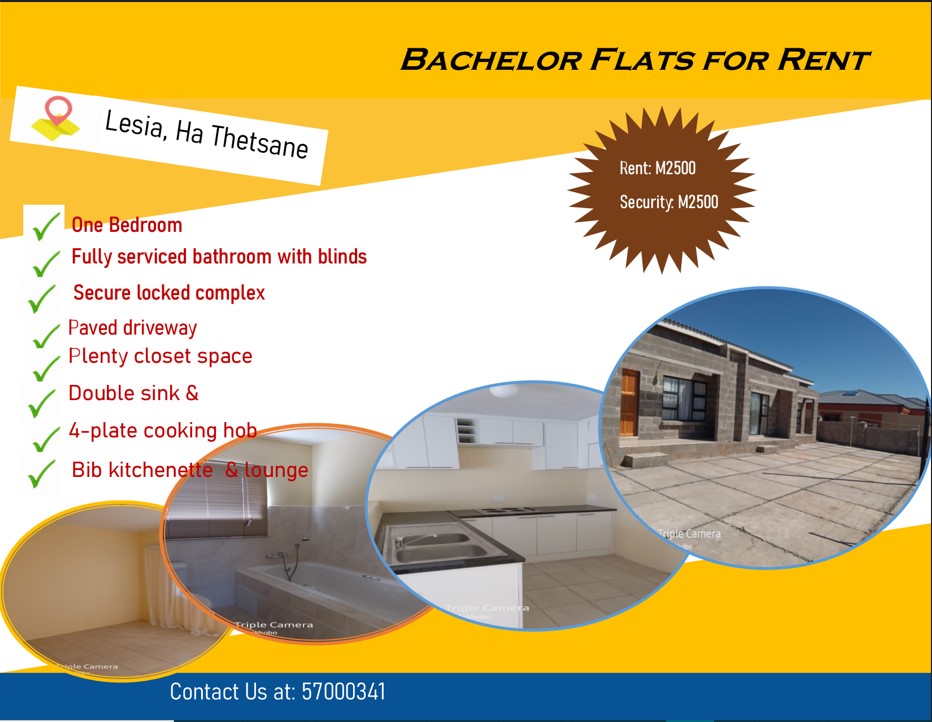 Bachelor Flats for Rent
Lesia, Ha Thetsane
Rent: M2500
Security: M2500
One Bedroom
Fully serviced bathroom with blinds
Secure locked complex
Paved driveway
Plenty closet space
Double sink &
4-plate cooking hob
Bib kitchenette & lounge
Triple Camera
Triple Camera
Triple Camera
Triple Camera
Contact Us at: 57000341